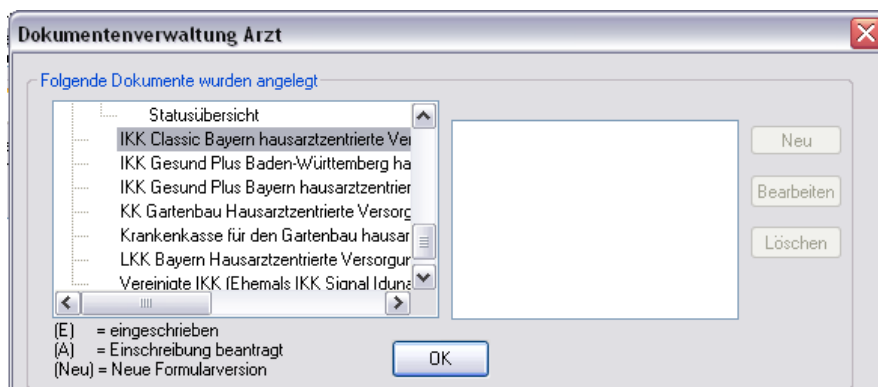 Dokumentenverwaltung Arzt
Folgende Dokumente wurden angelegt
Statusübersicht
IKK Classic Bayern hausarztzentrierte Ver
IKK Gesund Plus Baden-Württemberg ha
IKK Gesund Plus Bayern hausarztzentrier
KK Gartenbau Hausarztzentrierte Versorg
Krankenkasse für den Gartenbau hausar
LKK Bayern Hausarztzentrierte Versorgun
Vereinigte IKK (Ehemals IKK Signal Iduna
Neu
Bearbeiten
Löschen
(E) = eingeschrieben
(A) = Einschreibung beantragt
(Neu) = Neue Formularversion
OK